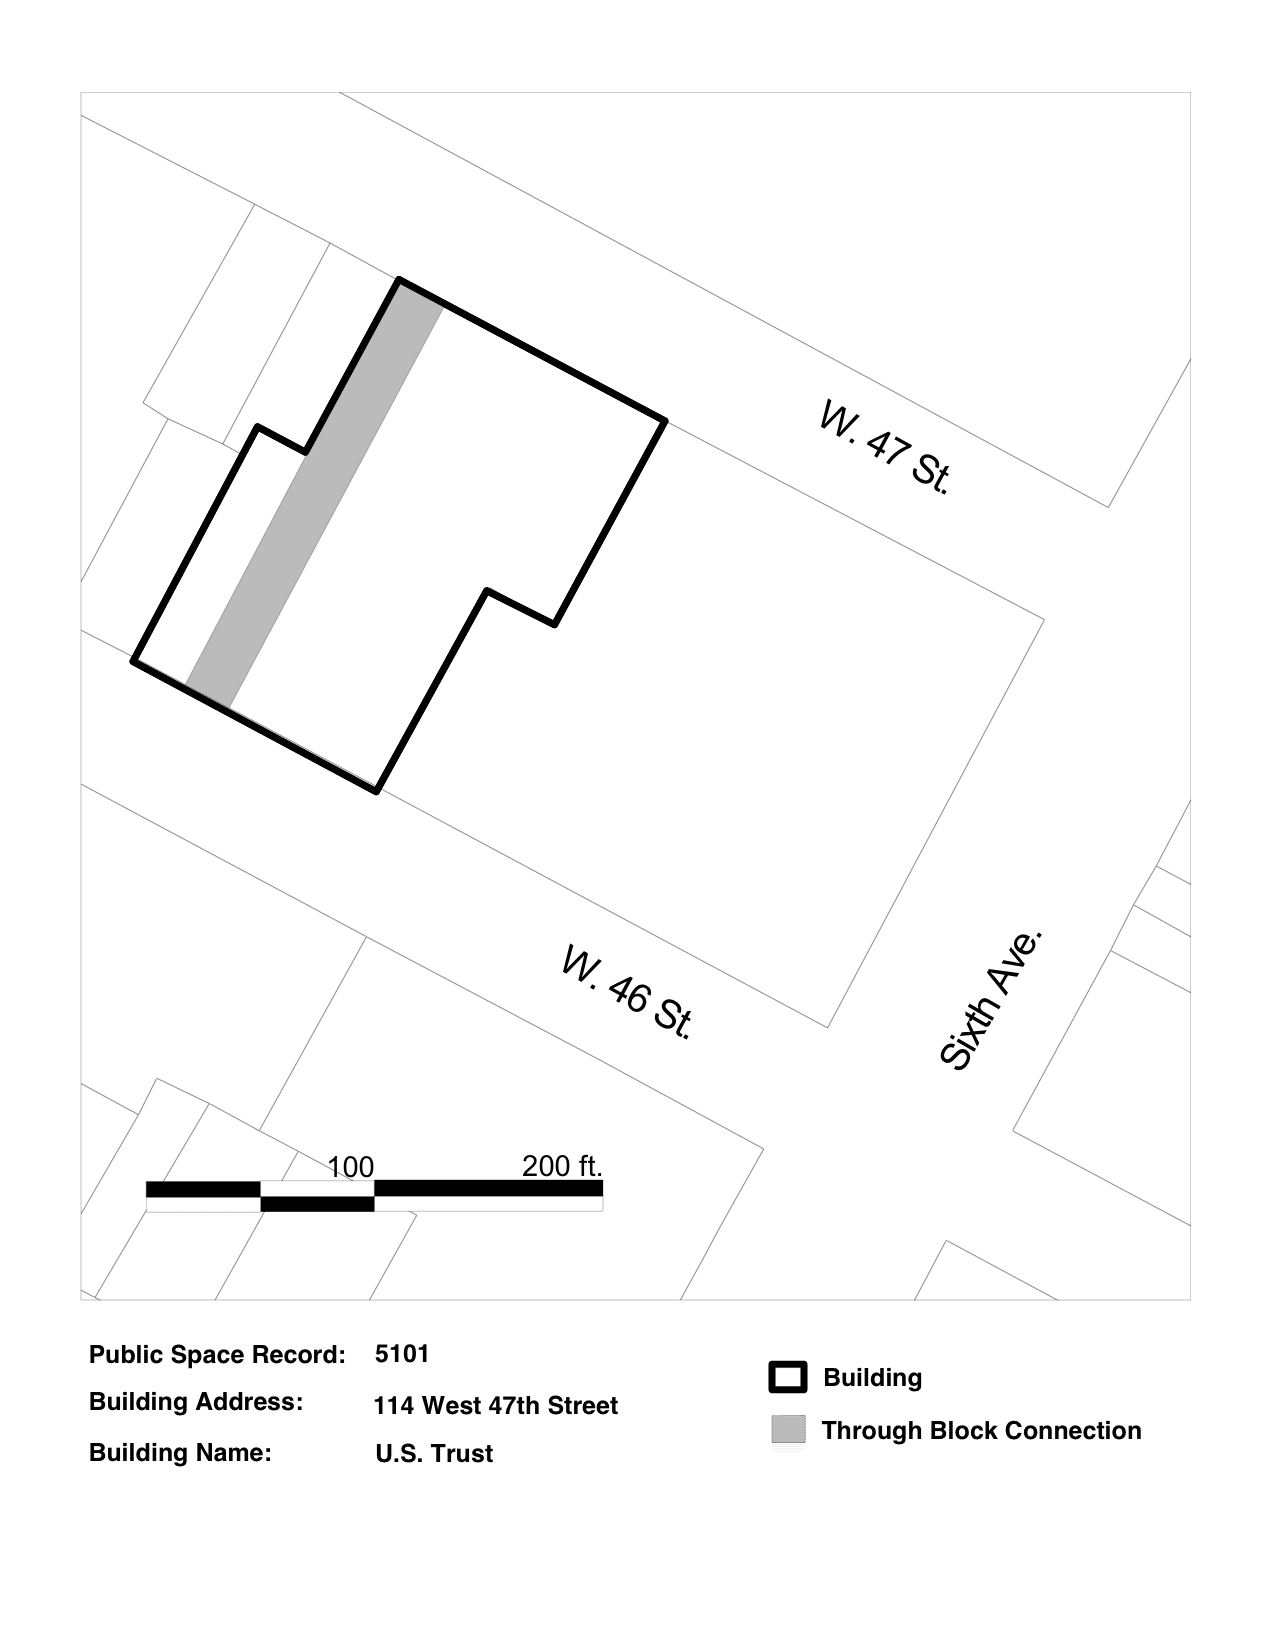 W. 47 St.
W. 46 St.
Sixth Ave.
100 200 ft.
Public Space Record: 5101
Building Address: 114 West 47th Street
Building Name: U.S. Trust
Building
Through Block Connection